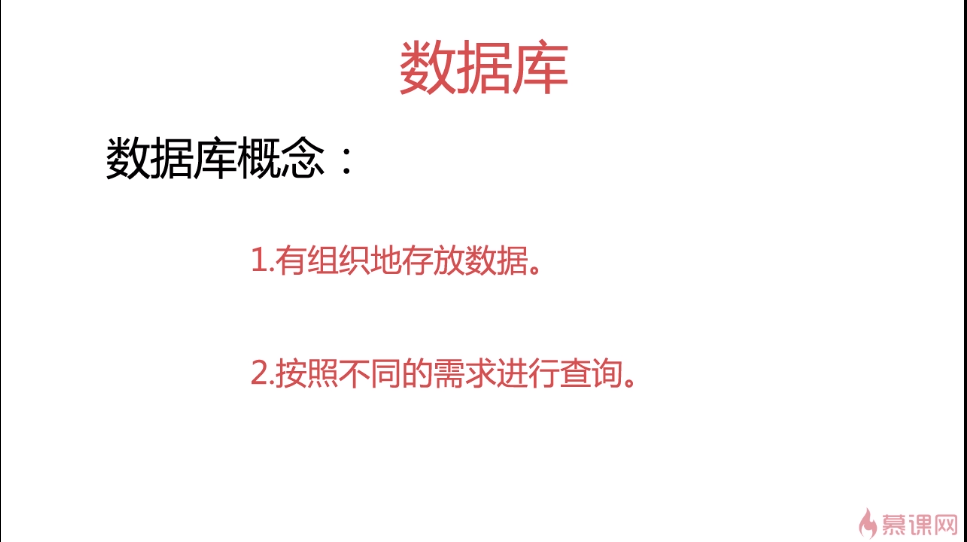 数据库
数据库概念：
1.有组织地存放数据。
2.按照不同的需求进行查询。
慕课网